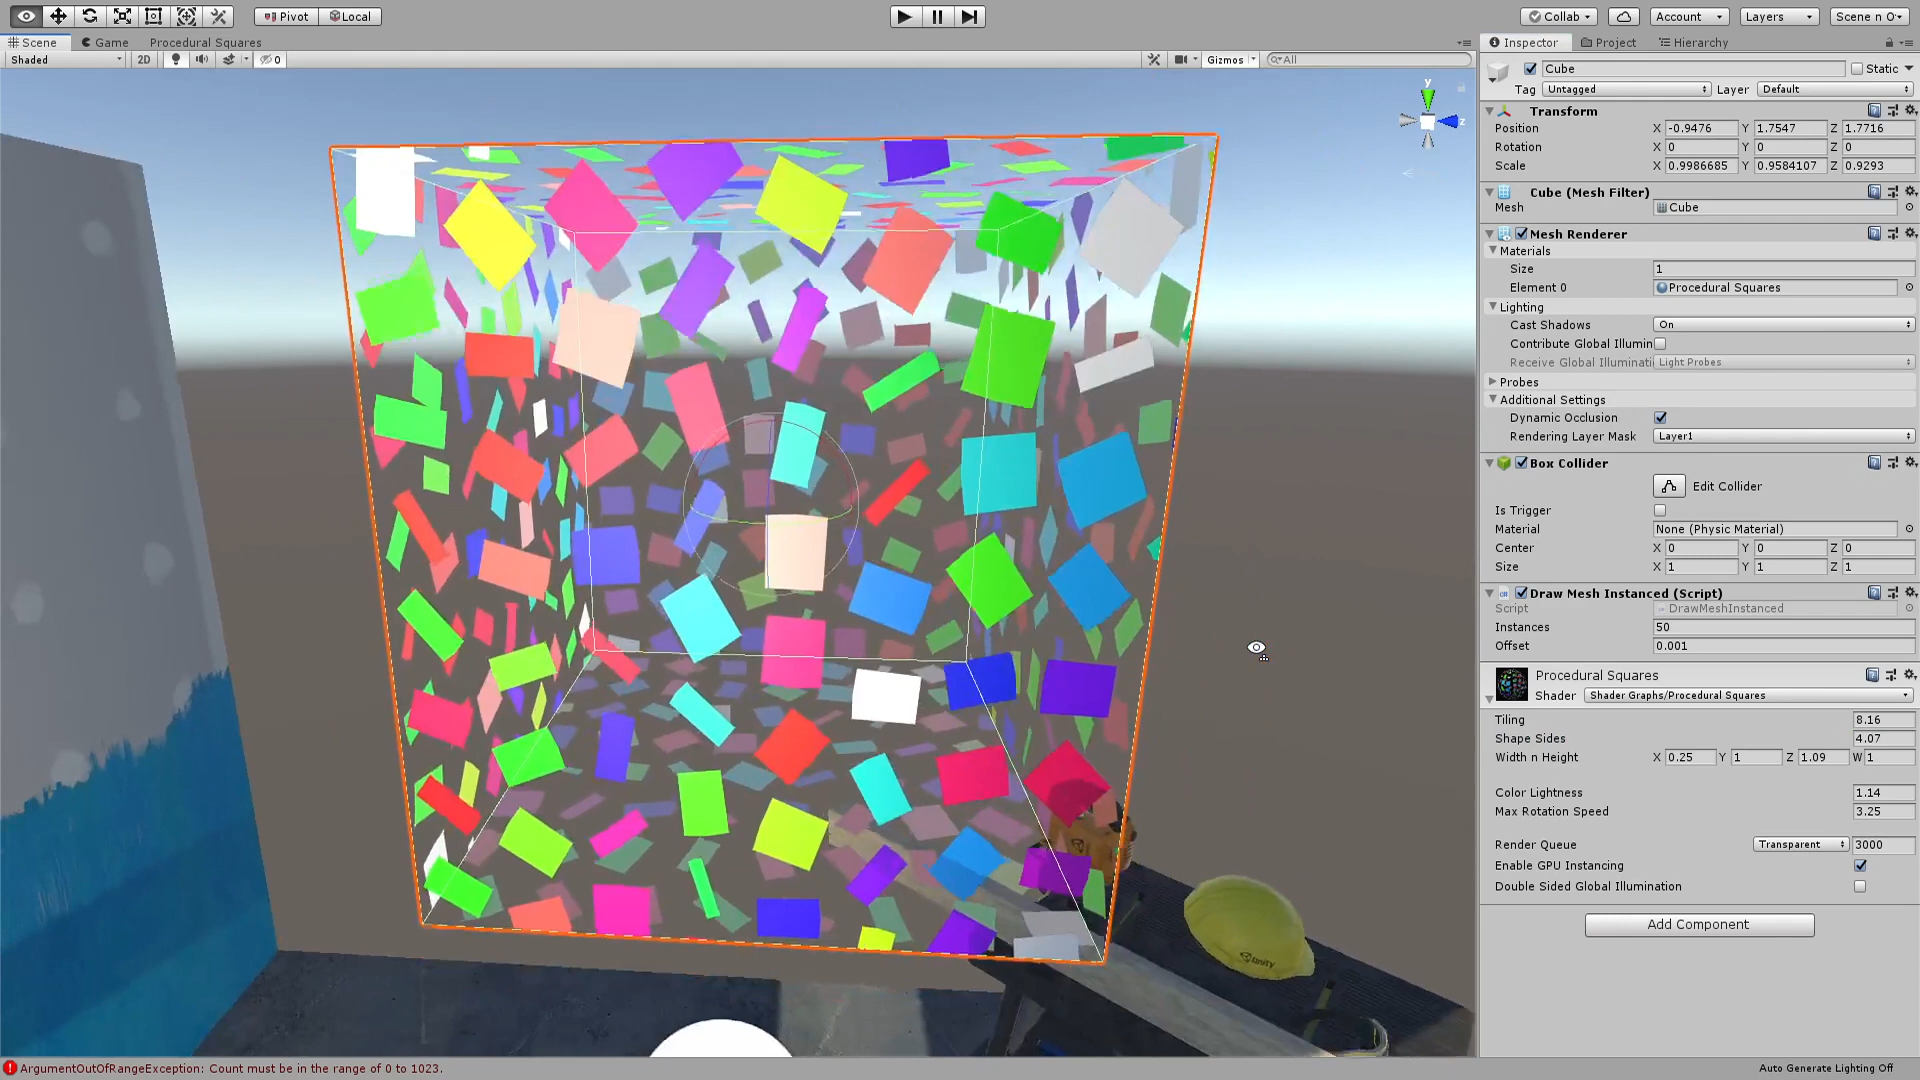 Pivot Local Collab Account Layers Scene n O
Scene Game Procedural Squares Inspector Project Hierarchy
Shaded 2D 0 Gizmos All
y
z
Cube Static
Tag Untagged Layer Default
Transform
Position X -0.9476 Y 1.7547 Z 1.7716
Rotation X 0 Y 0 Z 0
Scale X 0.9986685 Y 0.9584107 Z 0.9293
Cube (Mesh Filter)
Mesh Cube
Mesh Renderer
Materials
Size 1
Element 0 Procedural Squares
Lighting
Cast Shadows On
Contribute Global Illumin
Receive Global Illuminati Light Probes
Probes
Additional Settings
Dynamic Occlusion
Rendering Layer Mask Layer1
Box Collider
Edit Collider
Is Trigger
Material None (Physic Material)
Center X 0 Y 0 Z 0
Size X 1 Y 1 Z 1
Draw Mesh Instanced (Script)
Script DrawMeshInstanced
Instances 50
Offset 0.001
Procedural Squares
Shader Shader Graphs/Procedural Squares
Tiling 8.16
Shape Sides 4.07
Width n Height X 0.25 Y 1 Z 1.09 W 1
Color Lightness 1.14
Max Rotation Speed 3.25
Render Queue Transparent 3000
Enable GPU Instancing
Double Sided Global Illumination
Add Component
unity
ArgumentOutOfRangeException: Count must be in the range of 0 to 1023.
Auto Generate Lighting Off